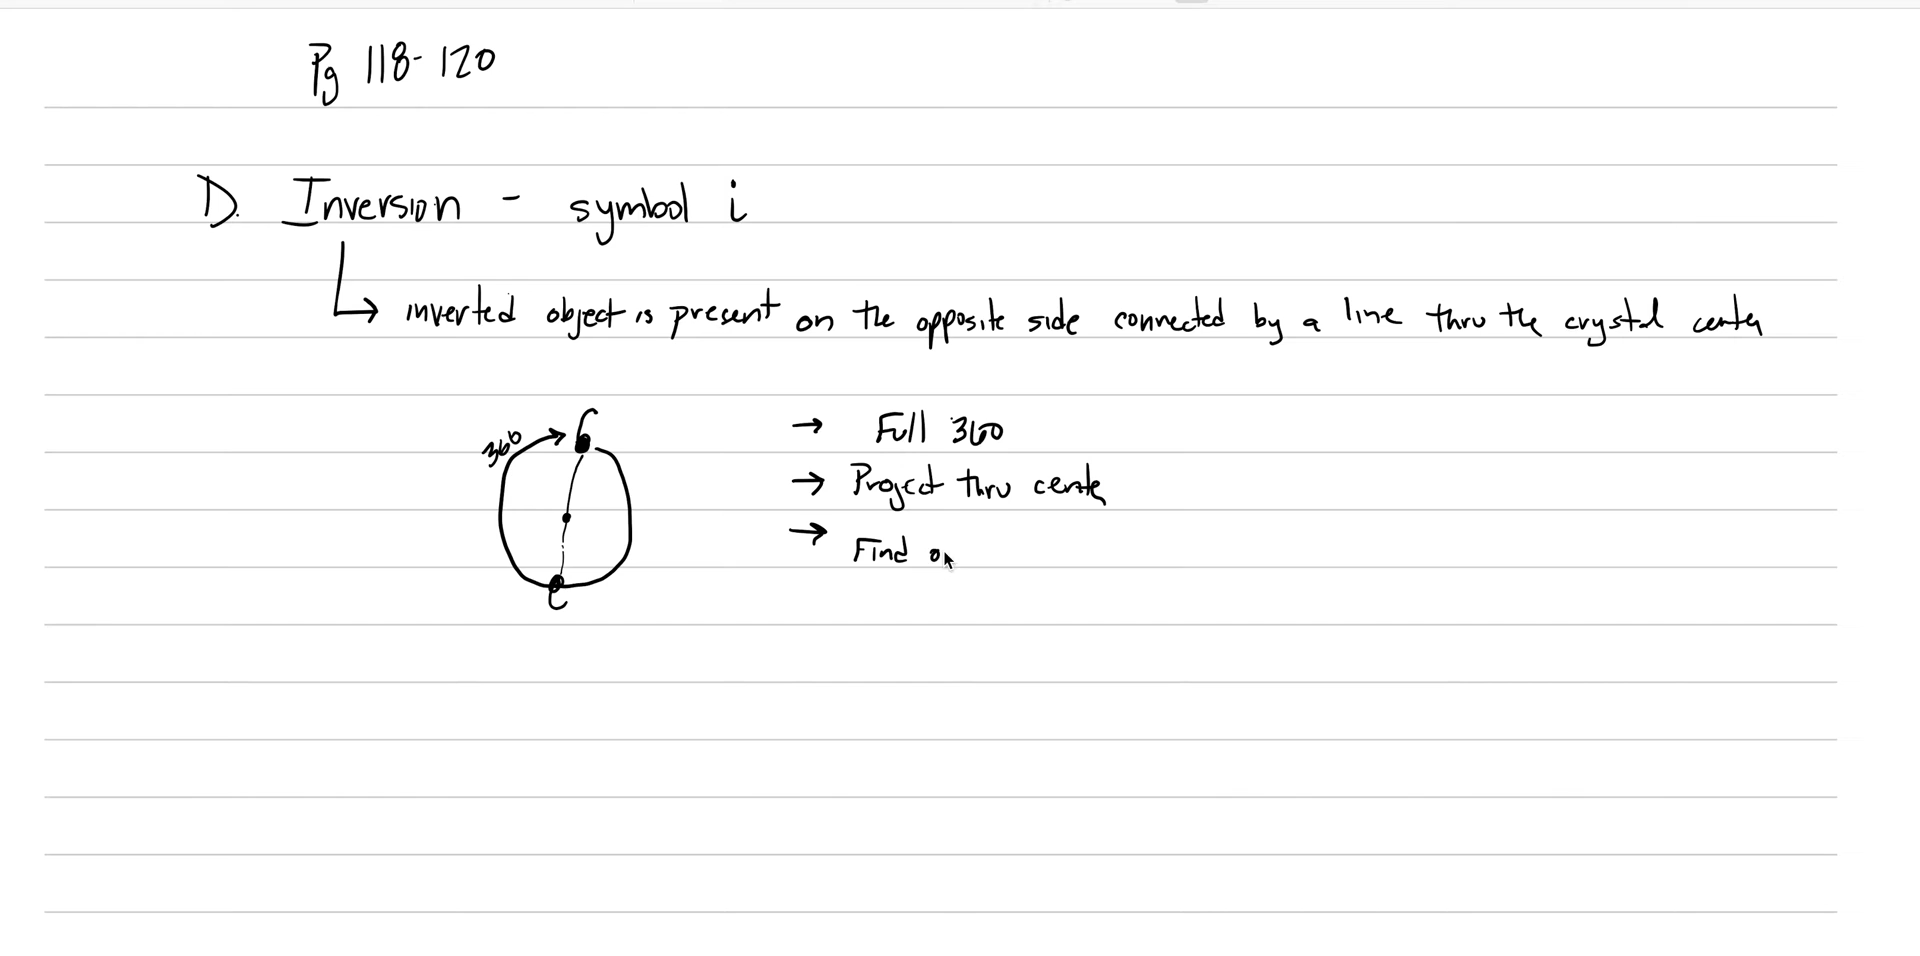 Pg 118-120
D. Inversion - symbol i
inverted object is present on the opposite side connected by a line thru the crystal center
360
→ Full 360
→ Project thru center
→ Find o